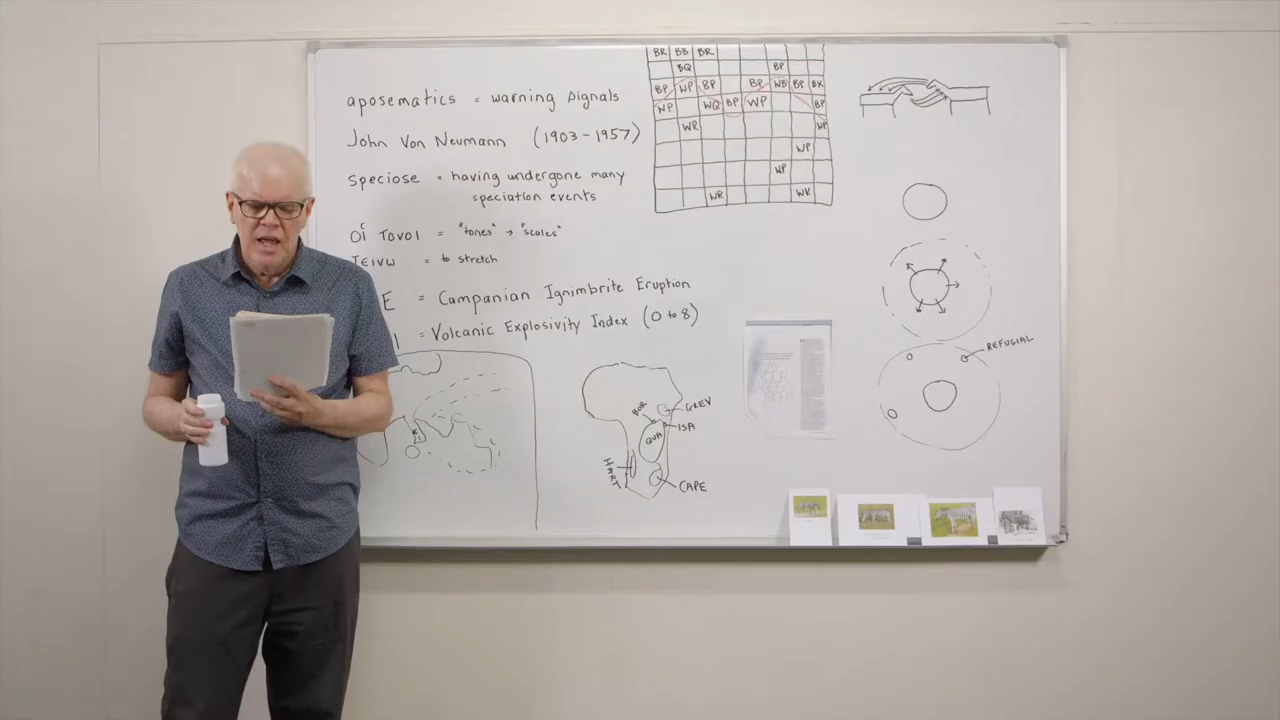 aposematics = warning signals
John Von Neumann (1903-1957)
speciose = having undergone many
speciation events
οἱ τονοι = "tones" → "scales"
τεινω = to stretch
E = Campanian Ignimbrite Eruption
I = Volcanic Explosivity Index (0 to 8)
BR BB BR
BQ BP
BP WP BP BP WB BP BK
WP WQ BP WP BP
WR WP
WP
WP
WR WK
REFUGIAL
BOR
GREV
ISA
QUA
HART
CAPE